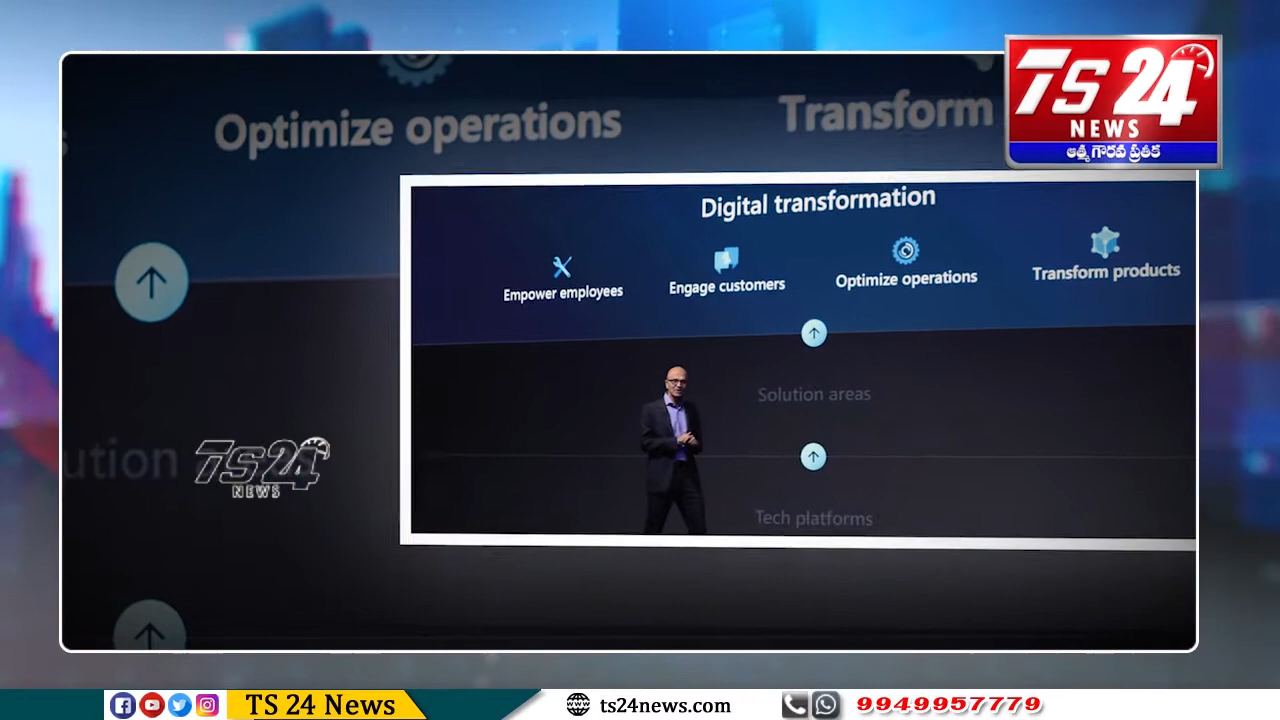 TS 24
NEWS
ఆత్మ గౌరవ ప్రతీక
Optimize operations
Transform
Digital transformation
Empower employees
Engage customers
Optimize operations
Transform products
Solution areas
Tech platforms
ution
TS 24
NEWS
TS 24 News
ts24news.com
9949957779